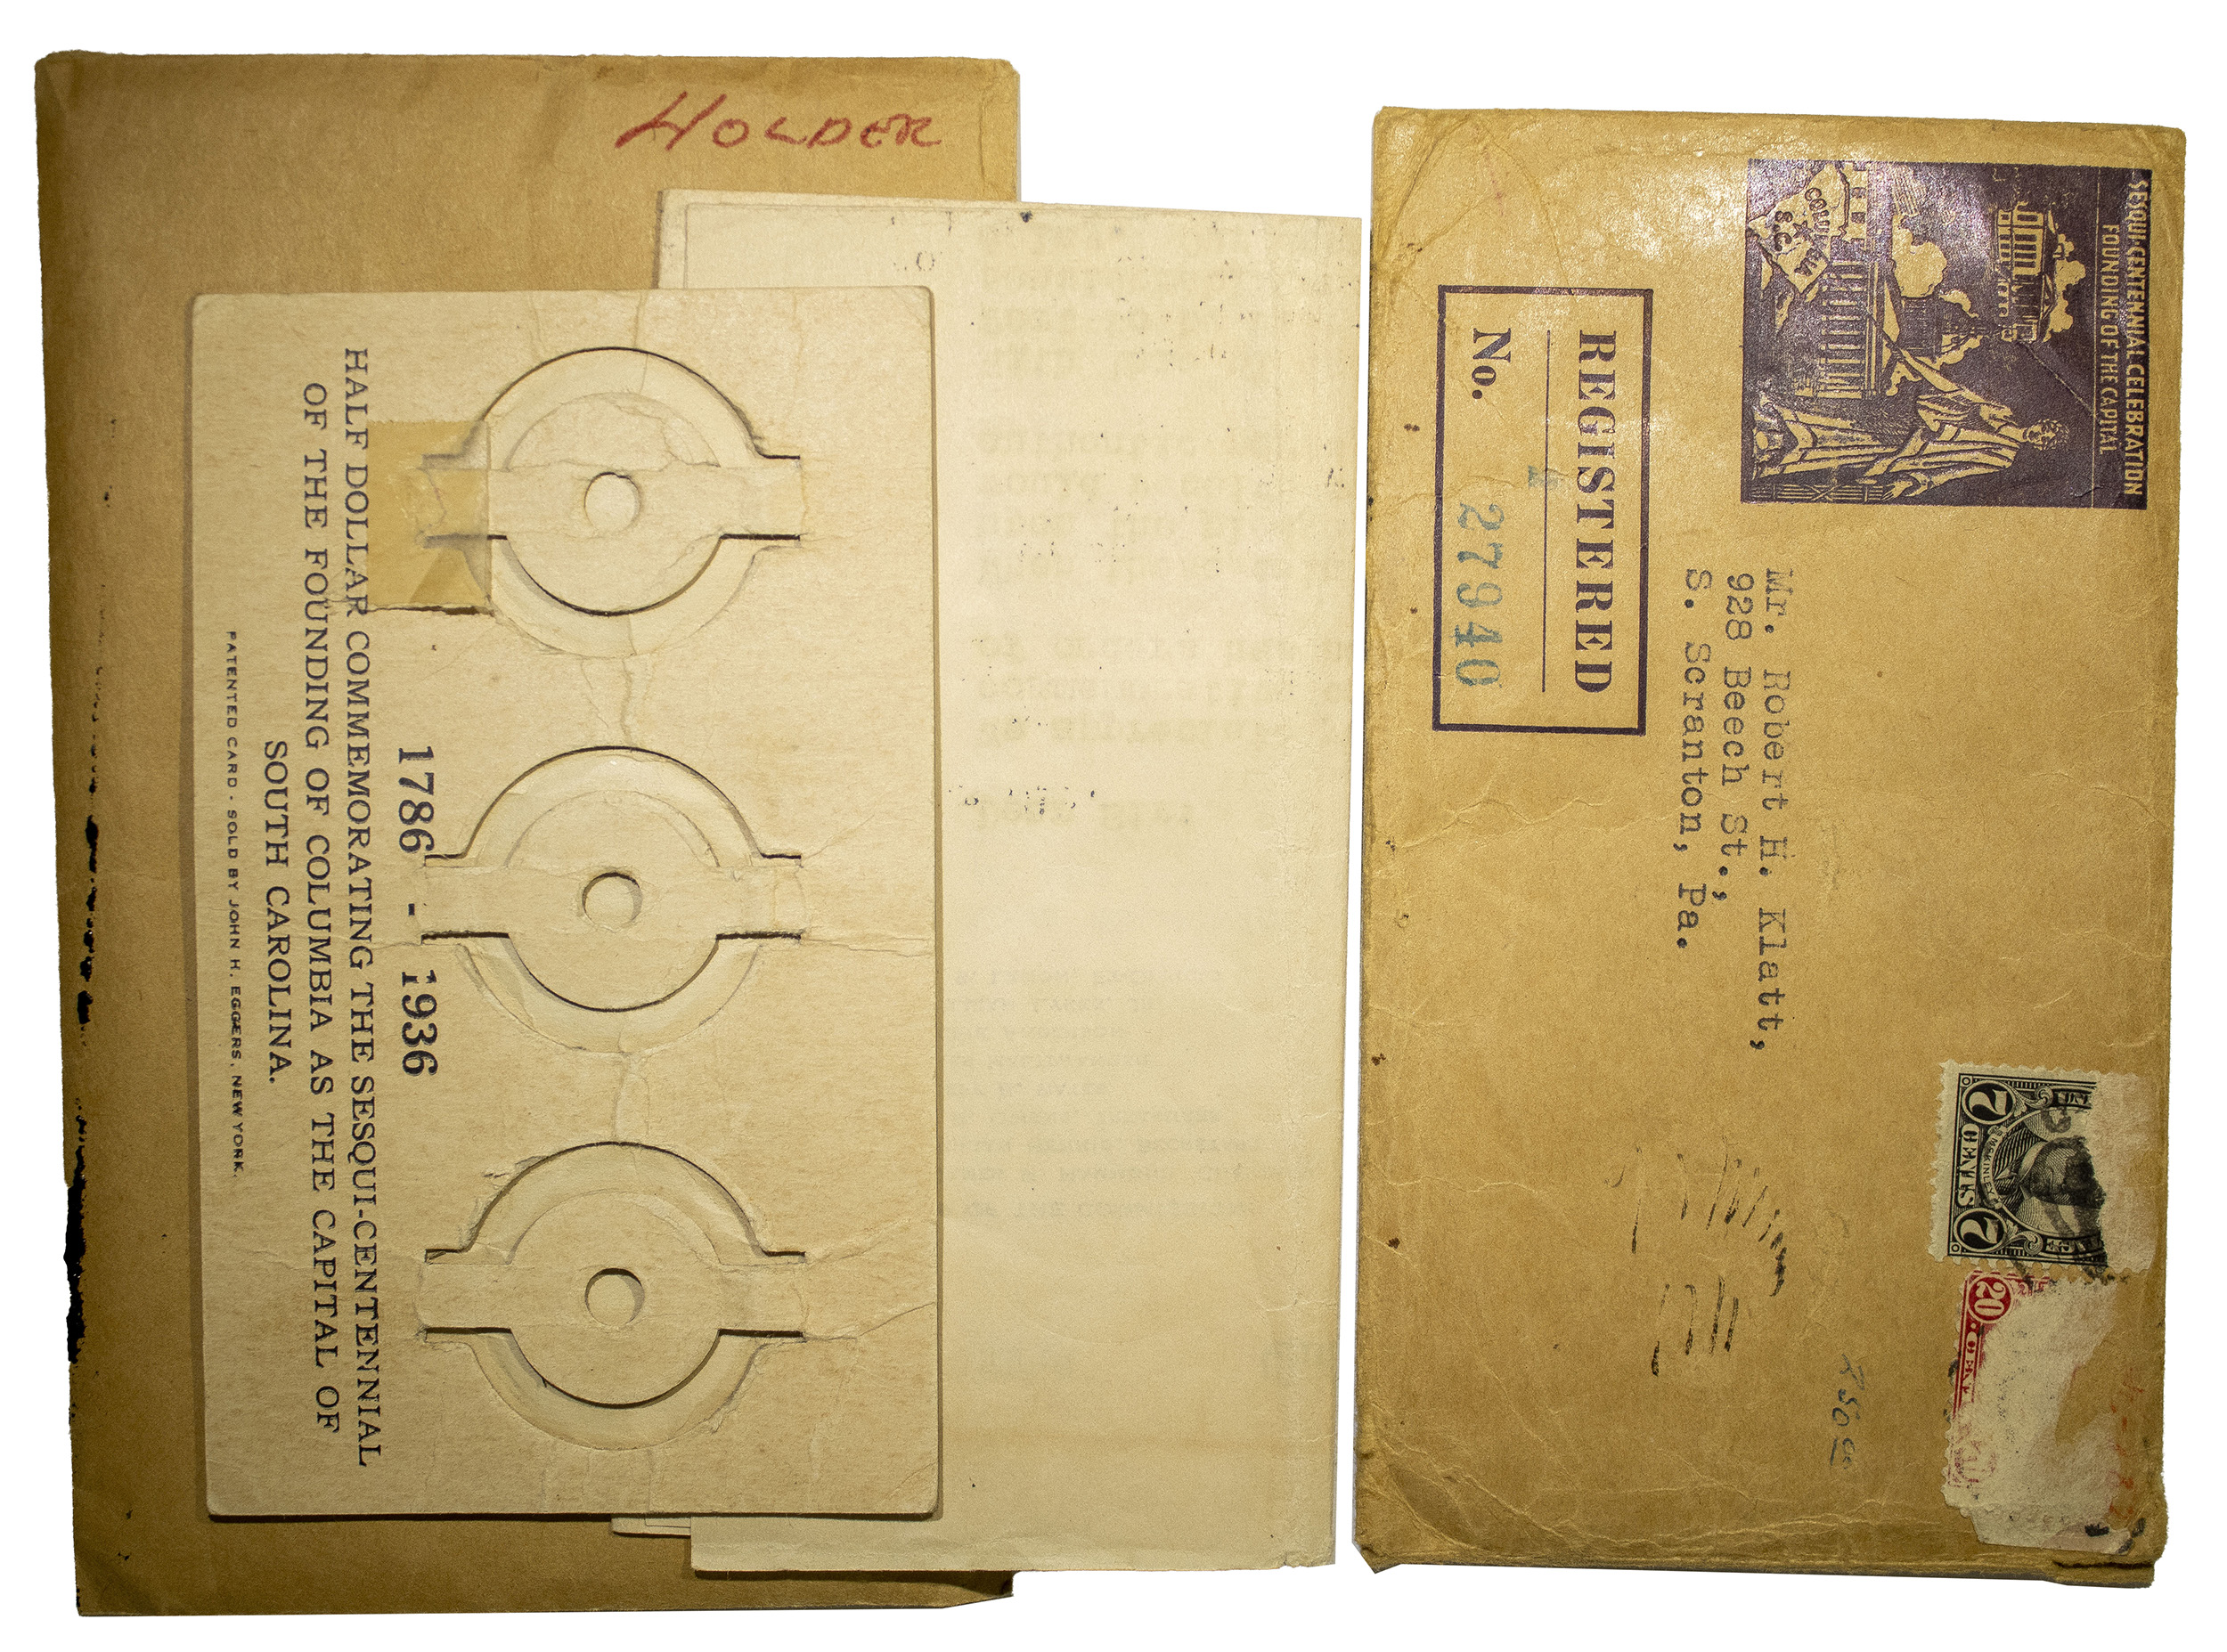 HOLDER
1786 - 1936
HALF DOLLAR COMMEMORATING THE SESQUI-CENTENNIAL
OF THE FOUNDING OF COLUMBIA AS THE CAPITAL OF
SOUTH CAROLINA.
PATENTED CARD - SOLD BY JOHN H. EGGERS, NEW YORK.
SESQUI-CENTENNIAL CELEBRATION
FOUNDING OF THE CAPITAL
COLUMBIA
S.C.
REGISTERED
No. 27940
Mr. Robert H. Klatt,
928 Beech St.,
S. Scranton, Pa.
7 CENTS 7
20